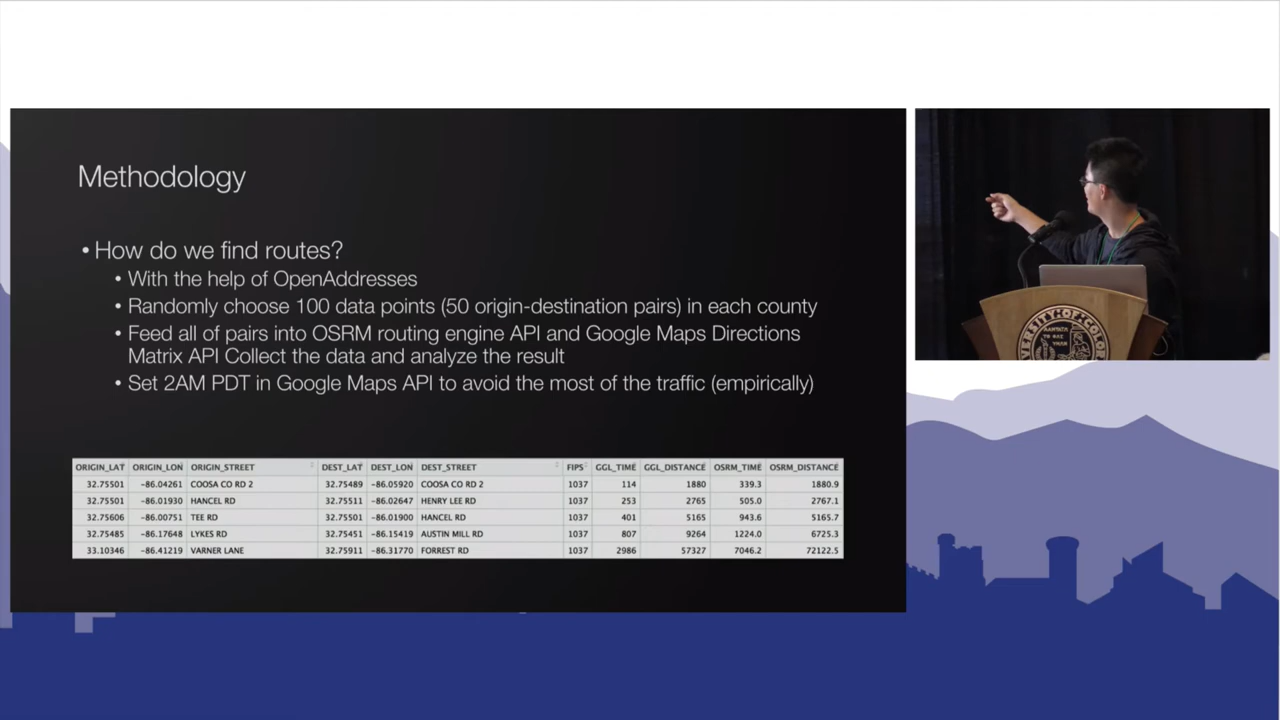 Methodology
• How do we find routes?
• With the help of OpenAddresses
• Randomly choose 100 data points (50 origin-destination pairs) in each county
• Feed all of pairs into OSRM routing engine API and Google Maps Directions
Matrix API Collect the data and analyze the result
• Set 2AM PDT in Google Maps API to avoid the most of the traffic (empirically)
ORIGIN_LAT ORIGIN_LON ORIGIN_STREET DEST_LAT DEST_LON DEST_STREET FIPS GGL_TIME GGL_DISTANCE OSRM_TIME OSRM_DISTANCE
32.75501 -86.04261 COOSA CO RD 2 32.75489 -86.05920 COOSA CO RD 2 1037 114 1880 339.3 1880.9
32.75501 -86.01930 HANCEL RD 32.75511 -86.02647 HENRY LEE RD 1037 253 2765 505.0 2767.1
32.75606 -86.00751 TEE RD 32.75501 -86.01900 HANCEL RD 1037 401 5165 943.6 5165.7
32.75485 -86.17648 LYKES RD 32.75451 -86.15419 AUSTIN MILL RD 1037 807 9264 1224.0 6725.3
33.10346 -86.41219 VARNER LANE 32.75911 -86.31770 FORREST RD 1037 2986 57327 7046.2 72122.5